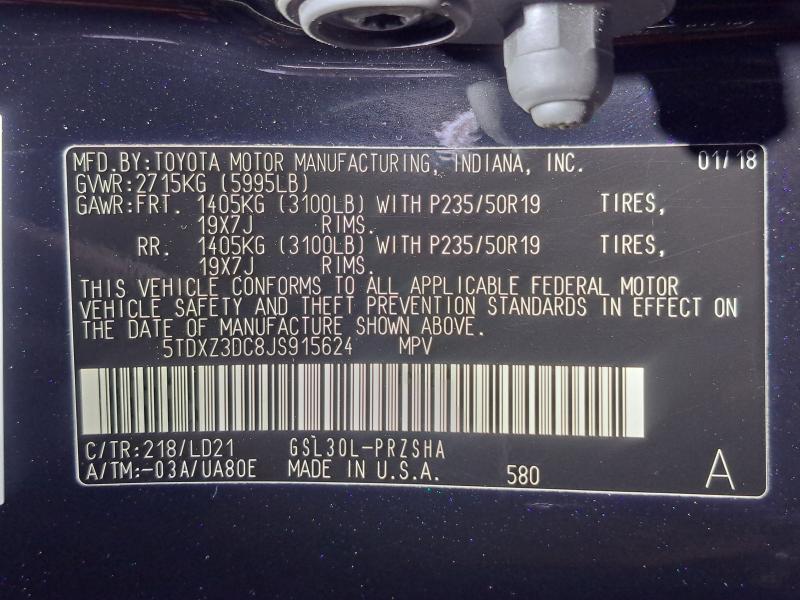 MFD.BY:TOYOTA MOTOR MANUFACTURING, INDIANA, INC. 01/18
GVWR:2715KG (5995LB)
GAWR:FRT. 1405KG (3100LB) WITH P235/50R19 TIRES,
19X7J RIMS.
RR. 1405KG (3100LB) WITH P235/50R19 TIRES,
19X7J RIMS.
THIS VEHICLE CONFORMS TO ALL APPLICABLE FEDERAL MOTOR
VEHICLE SAFETY AND THEFT PREVENTION STANDARDS IN EFFECT ON
THE DATE OF MANUFACTURE SHOWN ABOVE.
5TDXZ3DC8JS915624 MPV
C/TR:218/LD21 GSL30L-PRZSHA
A/TM:-03A/UA80E MADE IN U.S.A. 580 A